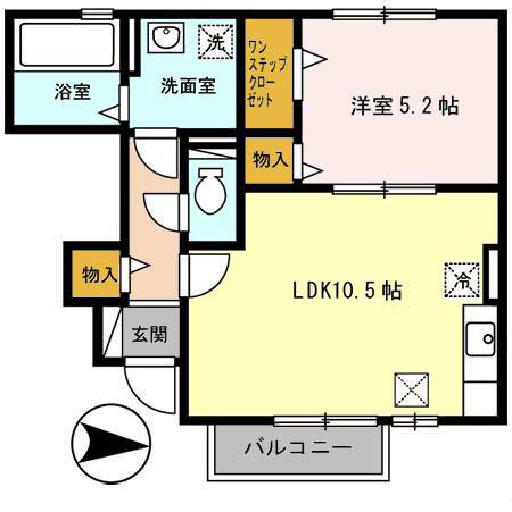 浴室
洗
洗面室
ワン
ステップ
クロー
ゼット
洋室5.2帖
物入
物入
LDK10.5帖
冷
玄関
バルコニー